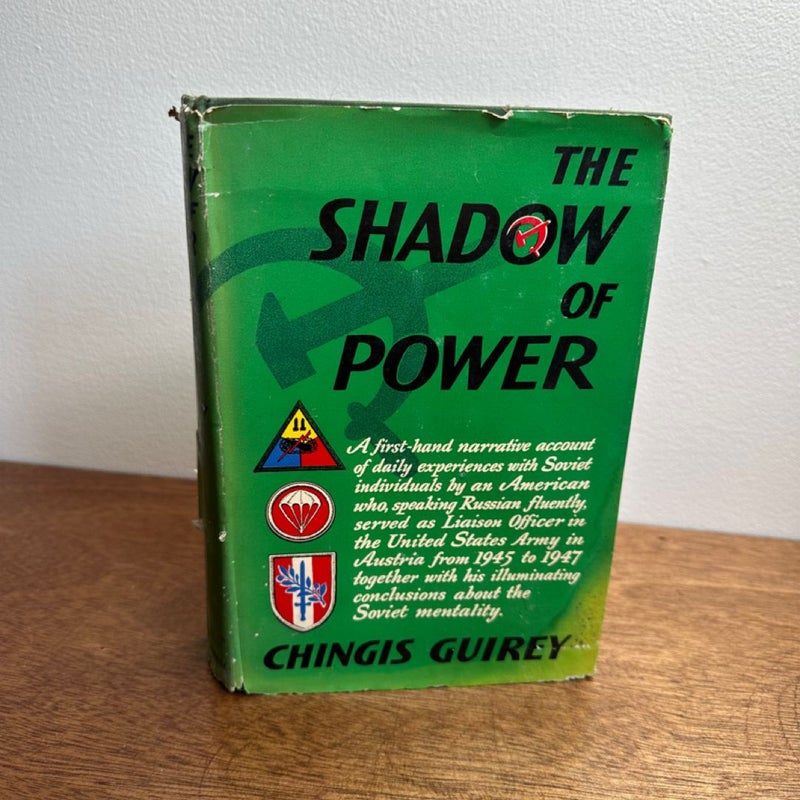 THE
SHADOW
OF
POWER
11
A first-hand narrative account
of daily experiences with Soviet
individuals by an American
who, speaking Russian fluently,
served as Liaison Officer in
the United States Army in
Austria from 1945 to 1947
together with his illuminating
conclusions about the
Soviet mentality.
CHINGIS GUIREY